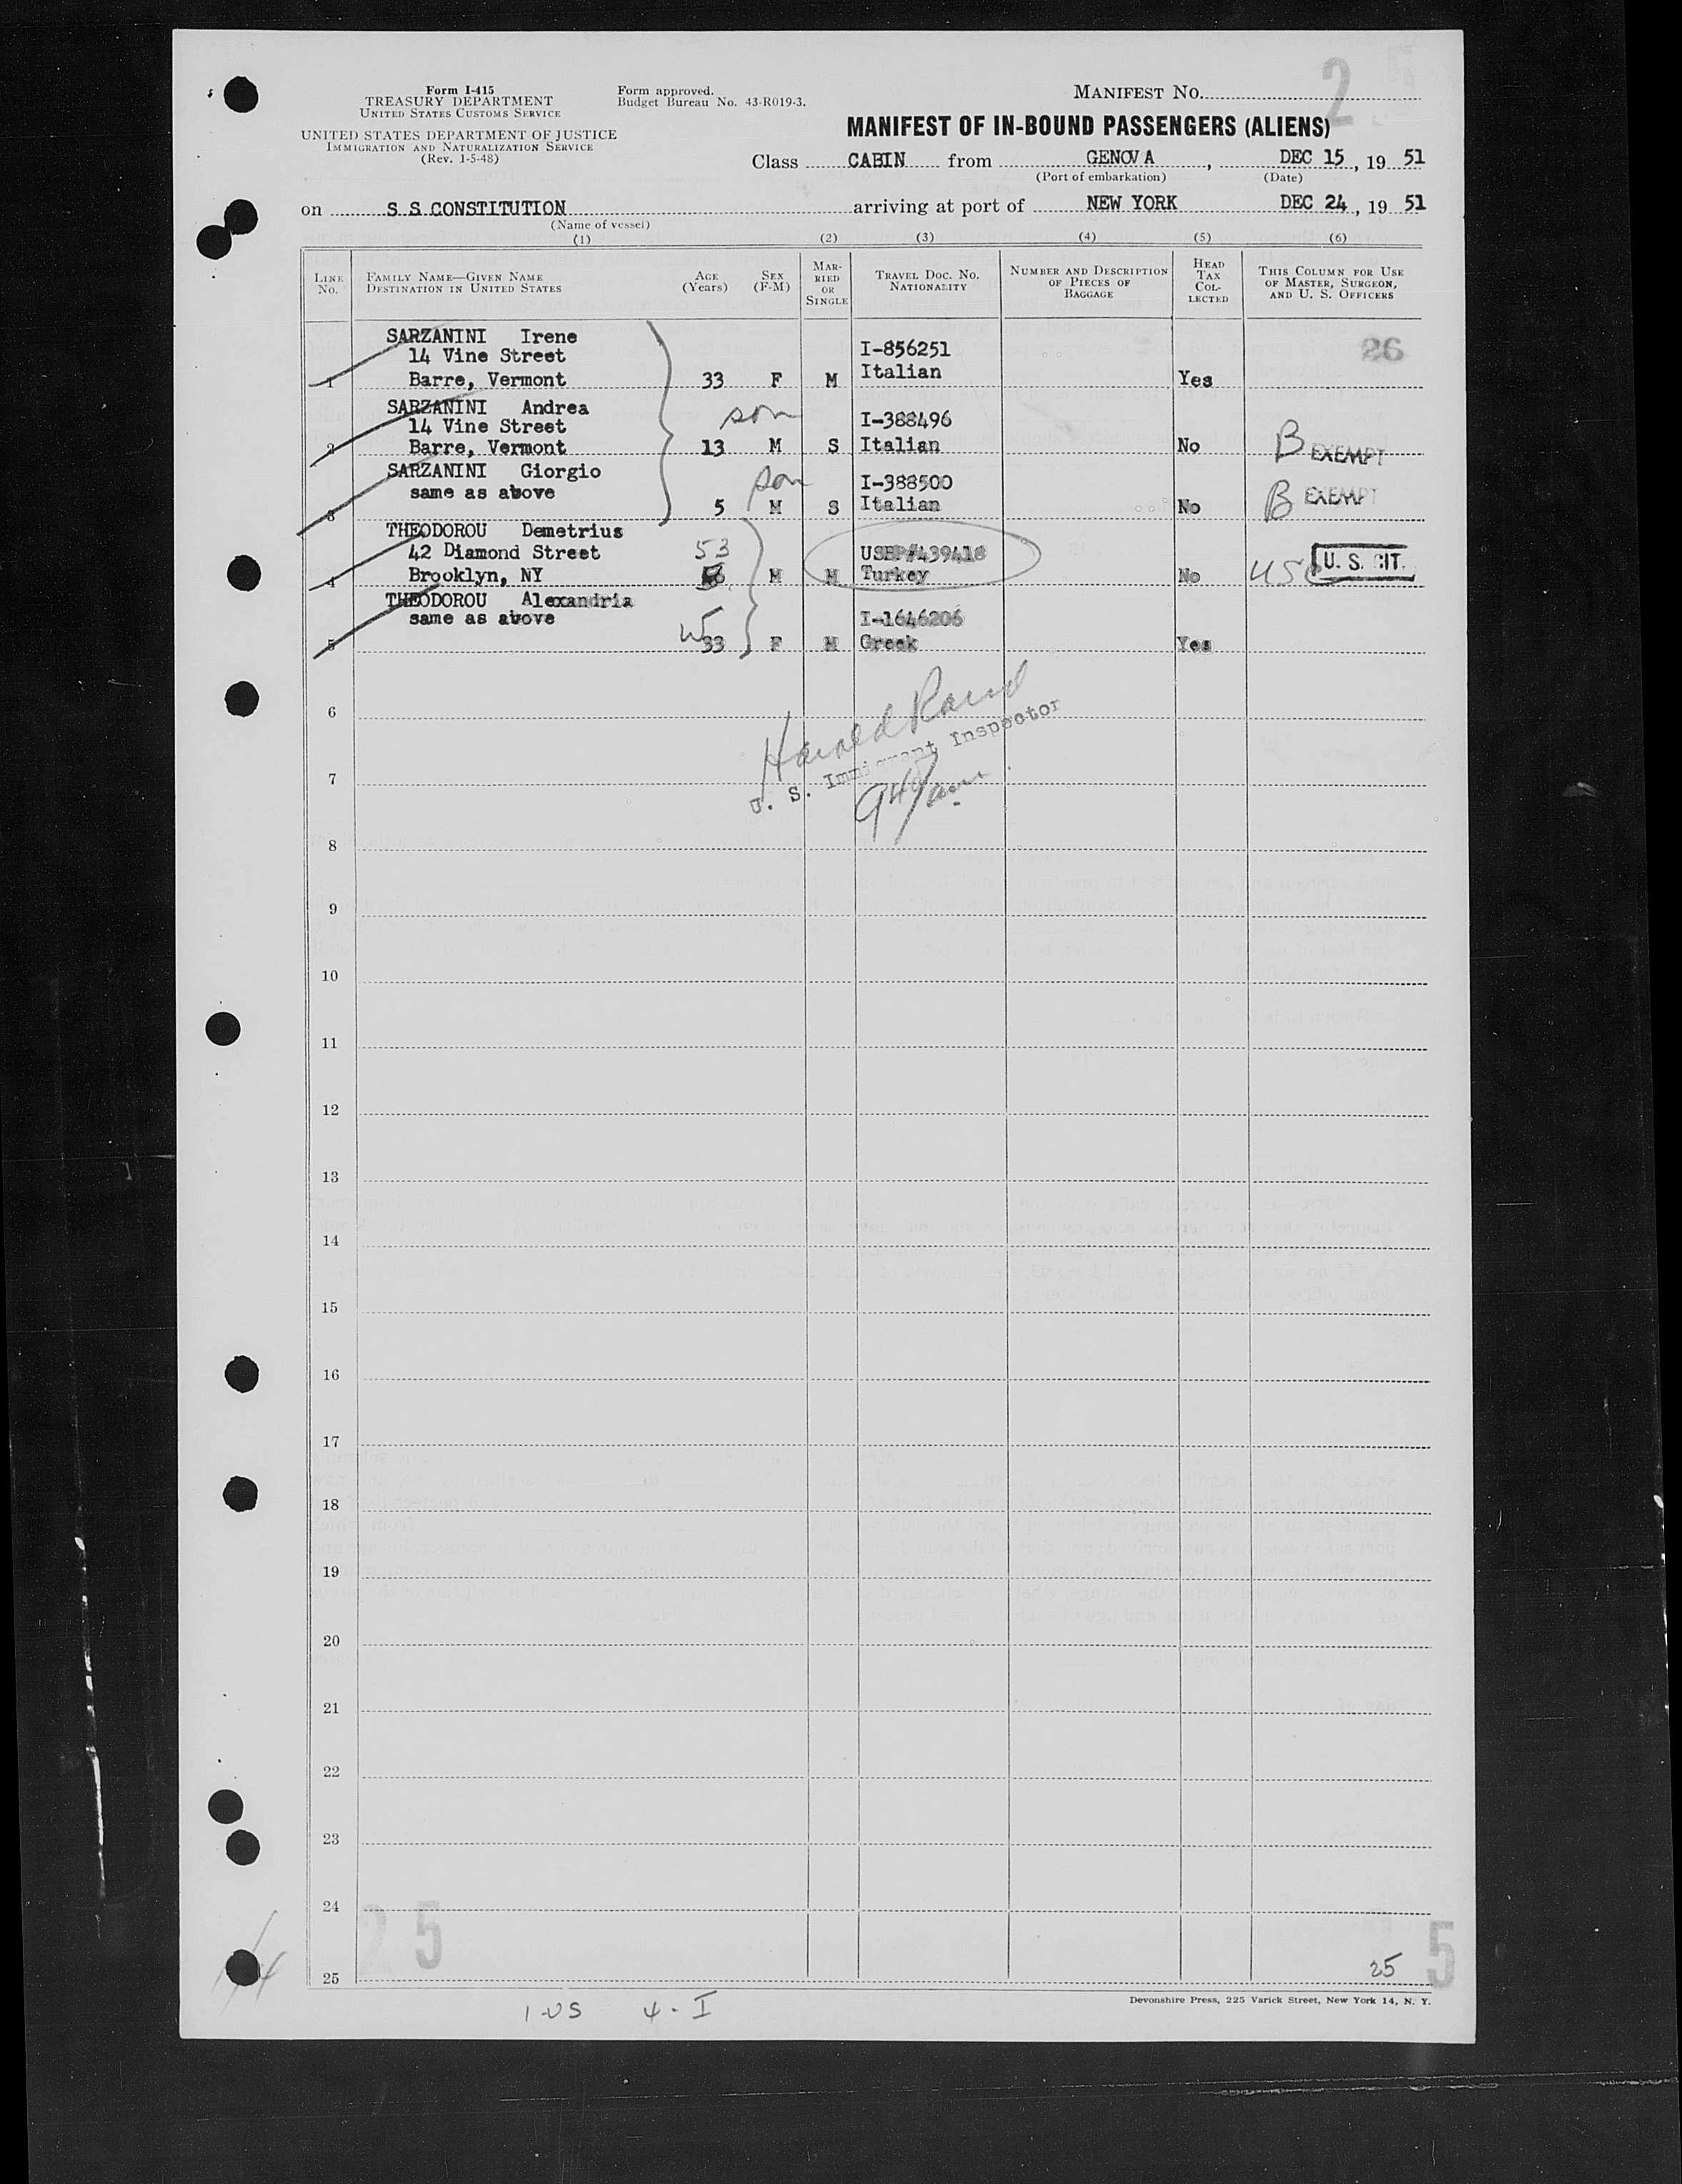 Form I-415
TREASURY DEPARTMENT
UNITED STATES CUSTOMS SERVICE
UNITED STATES DEPARTMENT OF JUSTICE
IMMIGRATION AND NATURALIZATION SERVICE
(Rev. 1-5-48)
Form approved.
Budget Bureau No. 43-R019-3.
MANIFEST NO.
2
MANIFEST OF IN-BOUND PASSENGERS (ALIENS)
Class CABIN from GENOVA, DEC 15, 19 51
(Port of embarkation) (Date)
on S S CONSTITUTION arriving at port of NEW YORK DEC 24, 19 51
(Name of vessel)
(1) (2) (3) (4) (5) (6)
LINE No.
FAMILY NAME—GIVEN NAME
DESTINATION IN UNITED STATES
AGE (Years)
SEX (F-M)
MARRIED OR SINGLE
TRAVEL DOC. NO.
NATIONALITY
NUMBER AND DESCRIPTION OF PIECES OF BAGGAGE
HEAD TAX COLLECTED
THIS COLUMN FOR USE OF MASTER, SURGEON, AND U. S. OFFICERS
SARZANINI Irene
14 Vine Street I-856251 26
1 Barre, Vermont 33 F M Italian Yes
SARZANINI Andrea son
14 Vine Street I-388496
2 Barre, Vermont 13 M S Italian No B EXEMPT
SARZANINI Giorgio son
same as above I-388500
3 5 M S Italian No B EXEMPT
THEODOROU Demetrius
42 Diamond Street 53 USPP#439418
4 Brooklyn, NY M M Turkey No USC U. S. CIT.
THEODOROU Alexandria
same as above I-1646206
5 W 33 F M Greek Yes
Harold Rand
U. S. Immigrant Inspector
6
7
8
9
10
11
12
13
14
15
16
17
18
19
20
21
22
23
24
25
25
25
5
Devonshire Press, 225 Varick Street, New York 14, N. Y.
1-US 4-I